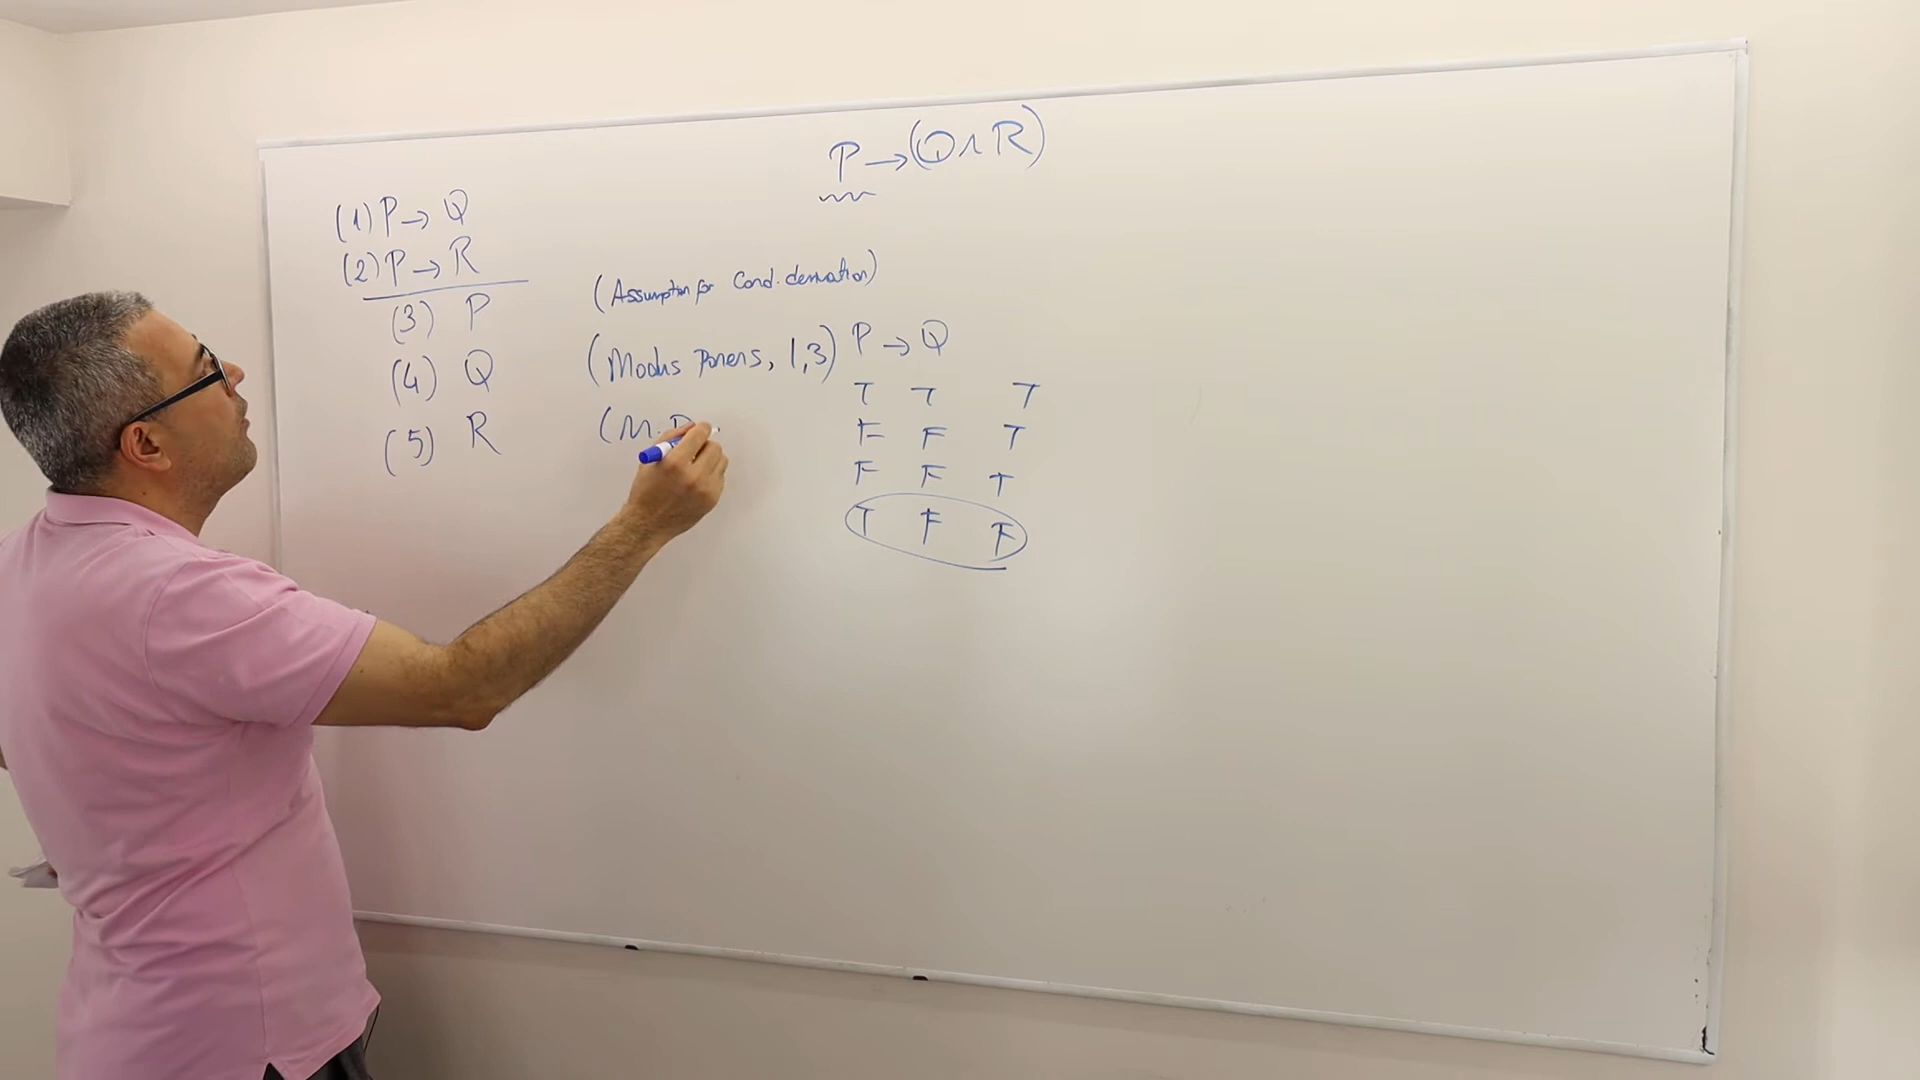 P → (Q ∧ R)
(1) P → Q
(2) P → R
(3) P (Assumption for Cond. derivation)
(4) Q (Modus Ponens, 1,3)
(5) R (M.P
P → Q
T T T
F F T
F F T
T F F